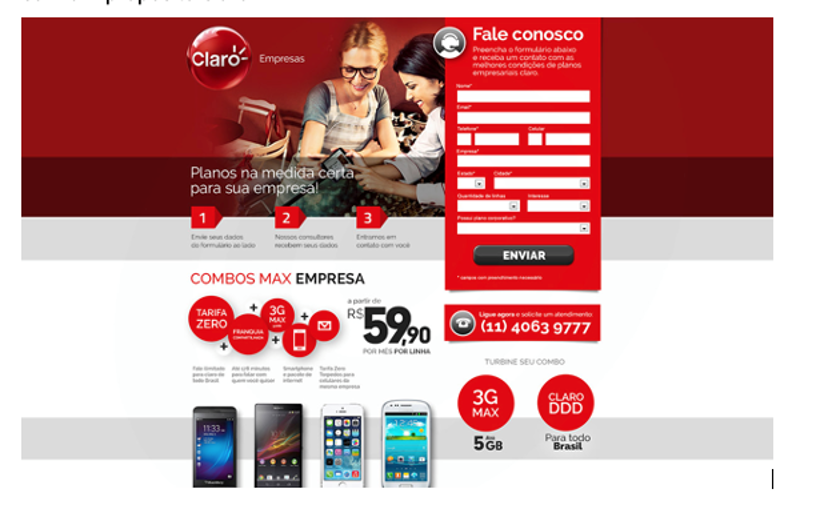 Claro-
Empresas
Planos na medida certa
para sua empresa!
1
Envie seus dados
do formulário ao lado
2
Nossos consultores
recebem seus dados
3
Entramos em
contato com você
Fale conosco
Preencha o formulário abaixo
e receba um contato com as
melhores condições de planos
empresariais claro.
Nome*
Email*
Telefone*
Celular
Empresa*
Estado*
Cidade*
Quantidade de linhas
Interesse
Possui plano corporativo?
ENVIAR
* campos com preenchimento necessário
COMBOS MAX EMPRESA
TARIFA
ZERO
+
FRANQUIA
COMPARTILHADA
+
3G
MAX
+
+
a partir de
R$59,90
POR MÊS POR LINHA
Fale ilimitado
para claro de
todo Brasil
para falar com
quem você quiser
Smartphone
e pacote de
internet
Tarifa Zero
Torpedos para
celulares da
mesma empresa
Ligue agora e solicite um atendimento:
(11) 4063 9777
TURBINE SEU COMBO
3G
MAX
5 GB
CLARO
DDD
Para todo
Brasil
11:33
BlackBerry